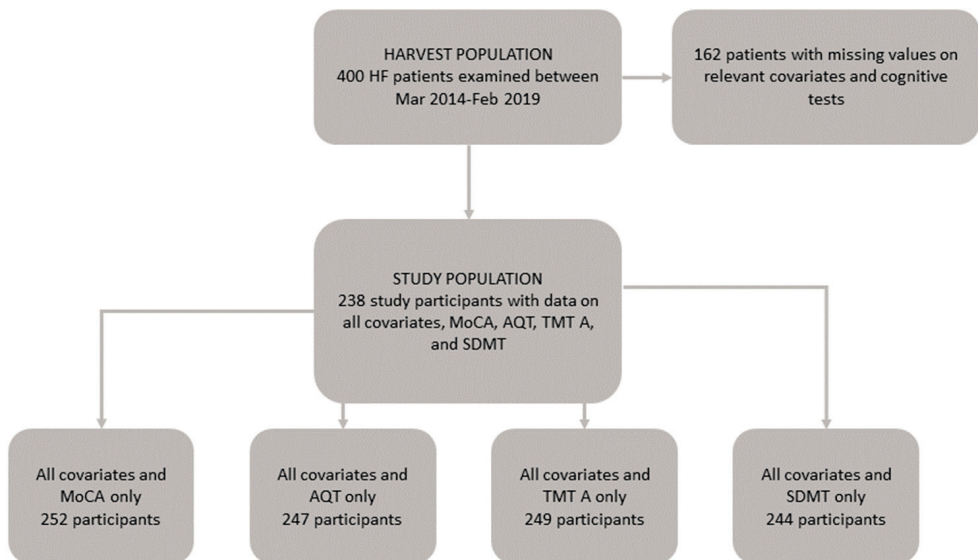 HARVEST POPULATION
400 HF patients examined between
Mar 2014-Feb 2019
162 patients with missing values on
relevant covariates and cognitive
tests
STUDY POPULATION
238 study participants with data on
all covariates, MoCA, AQT, TMT A,
and SDMT
All covariates and
MoCA only
252 participants
All covariates and
AQT only
247 participants
All covariates and
TMT A only
249 participants
All covariates and
SDMT only
244 participants